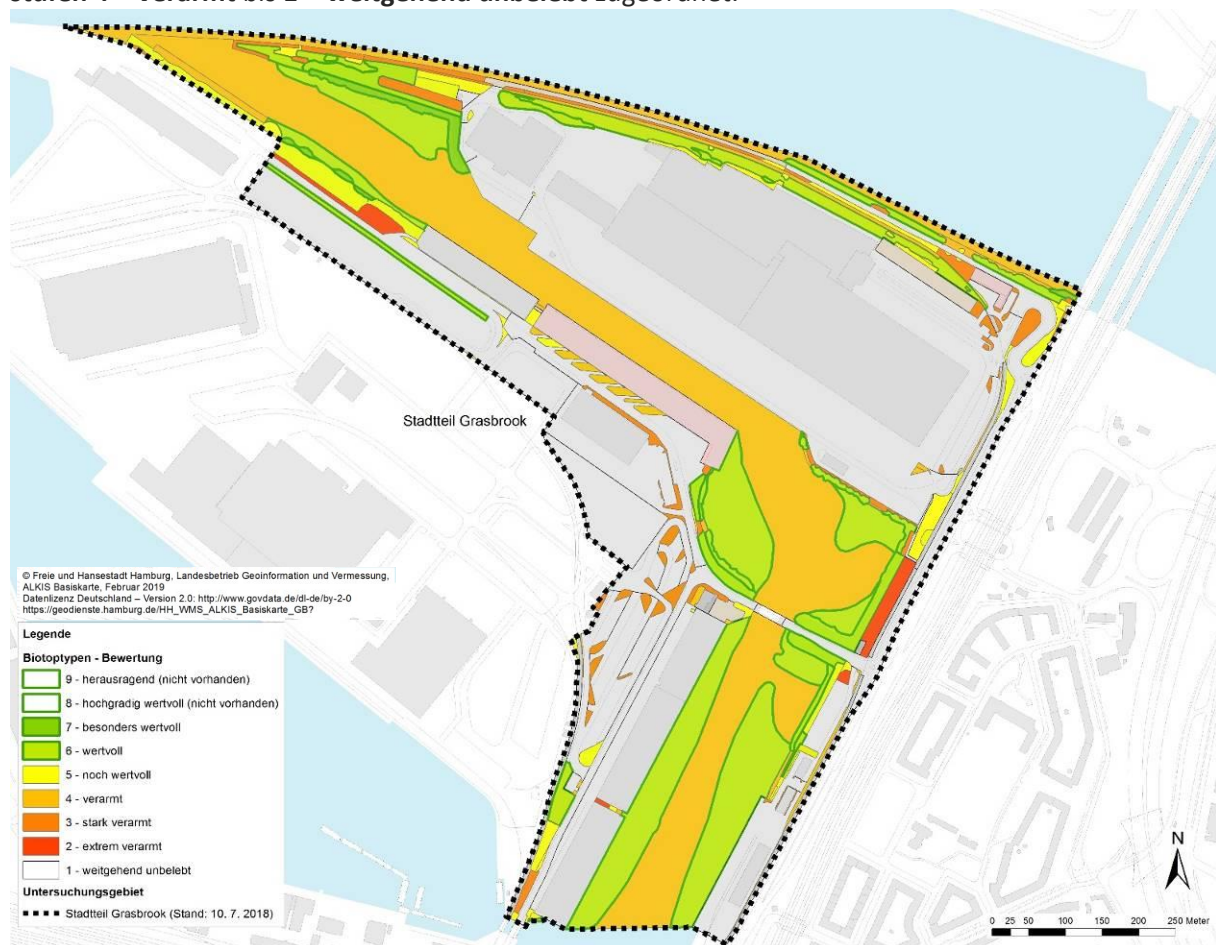 stufen 4 – verarmt bis 1 – weitgehend unbelebt zugeordnet.
Stadtteil Grasbrook
© Freie und Hansestadt Hamburg, Landesbetrieb Geoinformation und Vermessung,
ALKIS Basiskarte, Februar 2019
Datenlizenz Deutschland – Version 2.0: http://www.govdata.de/dl-de/by-2-0
https://geodienste.hamburg.de/HH_WMS_ALKIS_Basiskarte_GB?
Legende
Biotoptypen - Bewertung
9 - herausragend (nicht vorhanden)
8 - hochgradig wertvoll (nicht vorhanden)
7 - besonders wertvoll
6 - wertvoll
5 - noch wertvoll
4 - verarmt
3 - stark verarmt
2 - extrem verarmt
1 - weitgehend unbelebt
Untersuchungsgebiet
Stadtteil Grasbrook (Stand: 10. 7. 2018)
N
0 25 50 100 150 200 250 Meter